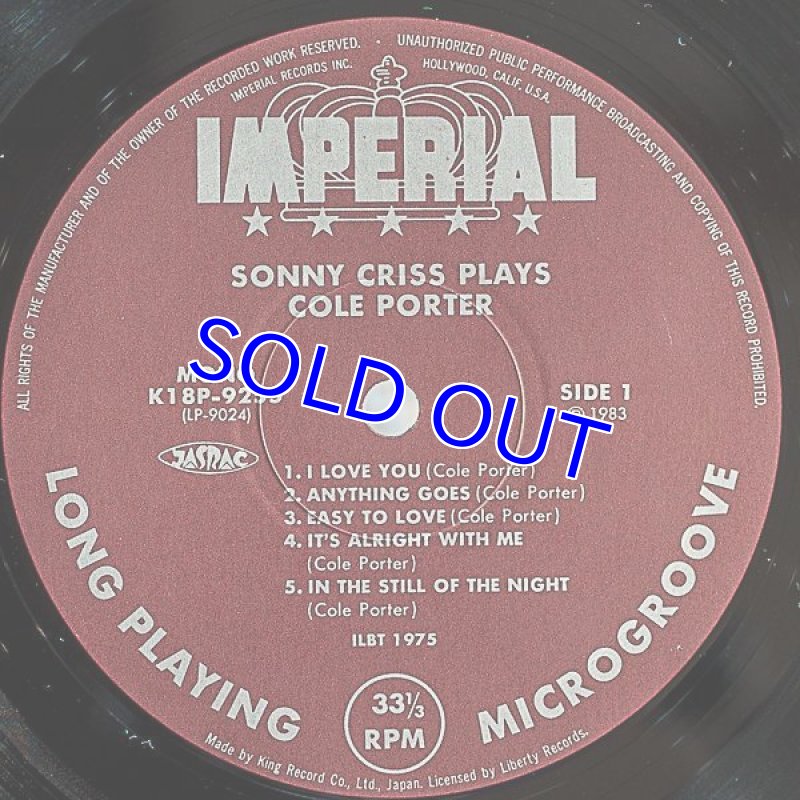 ALL RIGHTS OF THE MANUFACTURER AND OF THE OWNER OF THE RECORDED WORK RESERVED. • UNAUTHORIZED PUBLIC PERFORMANCE BROADCASTING AND COPYING OF THIS RECORD PROHIBITED.
IMPERIAL RECORDS INC. HOLLYWOOD, CALIF. U.S.A.
IMPERIAL
SONNY CRISS PLAYS
COLE PORTER
SOLD OUT
K18P-92
(LP-9024)
SIDE 1
℗ 1983
JASRAC
1. I LOVE YOU (Cole Porter)
2. ANYTHING GOES (Cole Porter)
3. EASY TO LOVE (Cole Porter)
4. IT'S ALRIGHT WITH ME
(Cole Porter)
5. IN THE STILL OF THE NIGHT
(Cole Porter)
ILBT 1975
LONG PLAYING MICROGROOVE
33⅓
RPM
Made by King Record Co., Ltd., Japan. Licensed by Liberty Records.